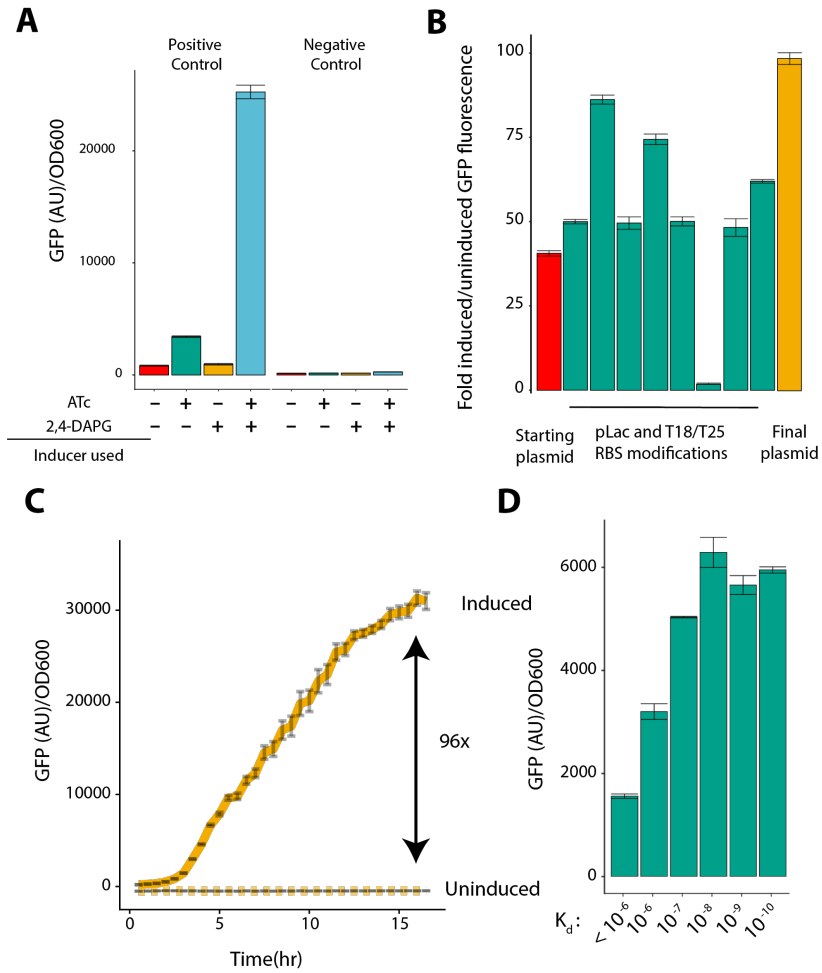 A
Positive
Control
Negative
Control
GFP (AU)/OD600
20000
10000
0
ATc − + − + − + − +
2,4-DAPG − − + + − − + +
Inducer used
B
Fold induced/uninduced GFP fluorescence
100
75
50
25
0
Starting
plasmid
pLac and T18/T25
RBS modifications
Final
plasmid
C
GFP (AU)/OD600
30000
20000
10000
0
0 5 10 15
Time(hr)
Induced
96x
Uninduced
D
GFP (AU)/OD600
6000
4000
2000
0
Kd: < 10-6 10-6 10-7 10-8 10-9 10-10